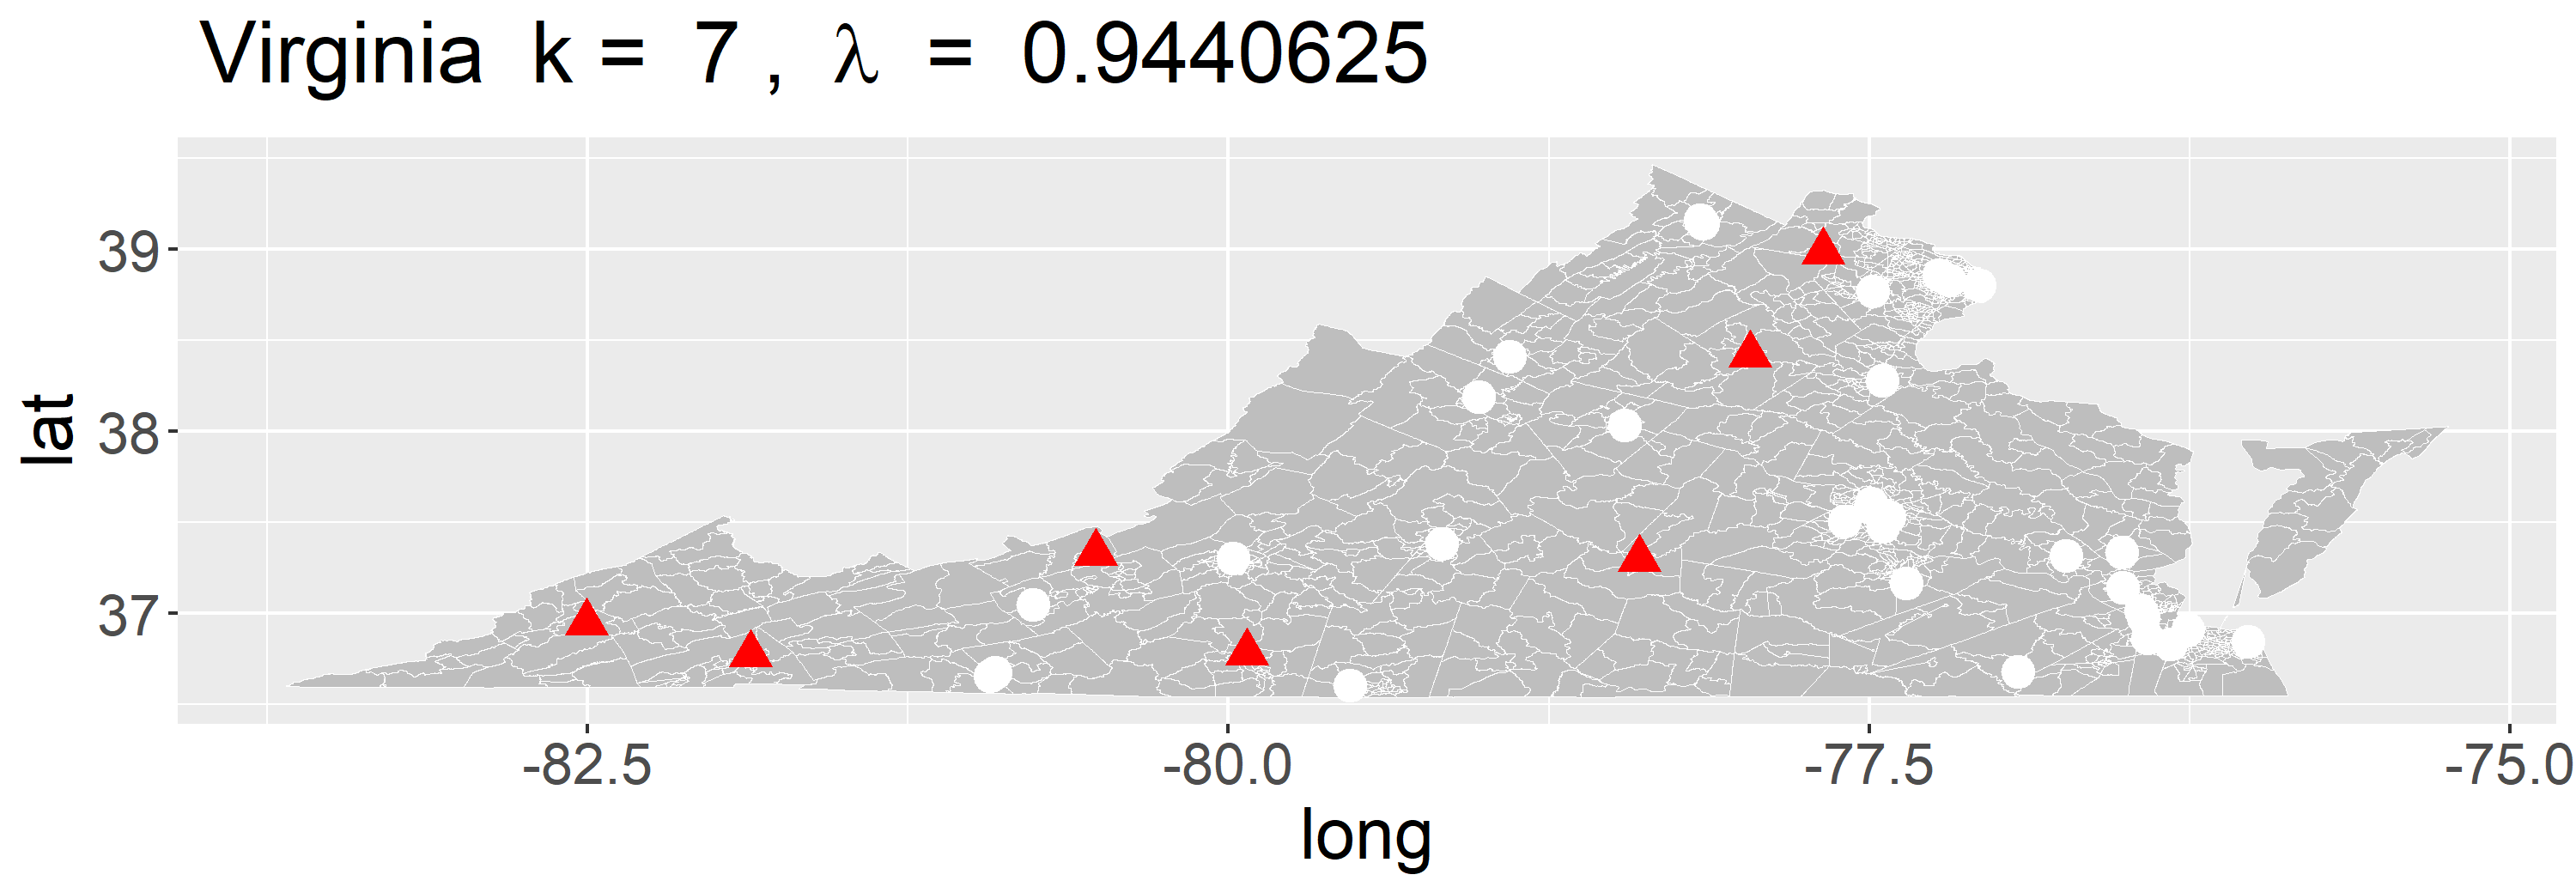 Virginia k = 7 , λ = 0.9440625
39
38
37
lat
-82.5 -80.0 -77.5 -75.0
long